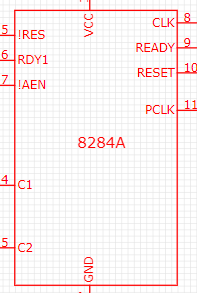 VCC
CLK 8
5 !RES
READY 9
6 RDY1
RESET 10
7 !AEN
PCLK 11
8284A
4 C1
5 C2
GND